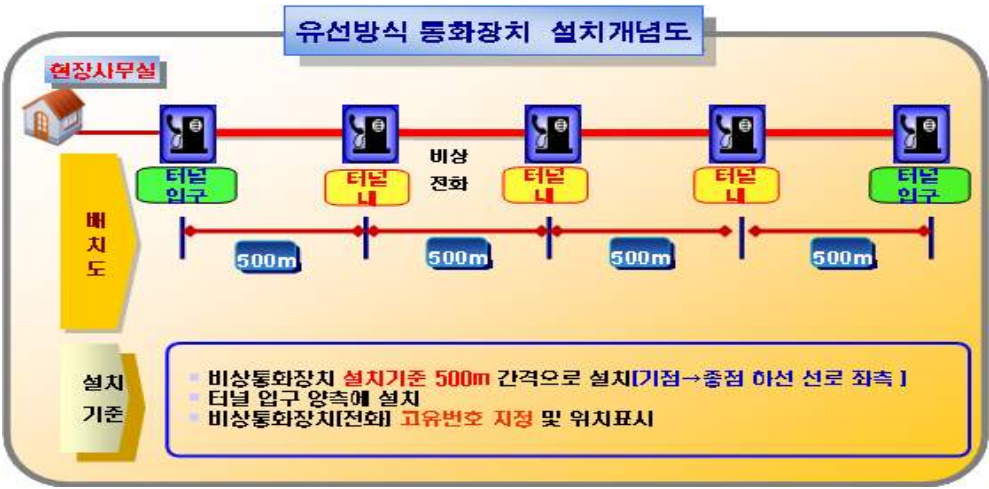 유선방식 통화장치 설치개념도
현장사무실
비상
전화
터널
입구
터널
내
터널
내
터널
내
터널
입구
배
치
도
500m
500m
500m
500m
설치
기준
비상통화장치 설치기준 500m 간격으로 설치[기점→종점 하선 선로 좌측 ]
터널 입구 양측에 설치
비상통화장치[전화] 고유번호 지정 및 위치표시